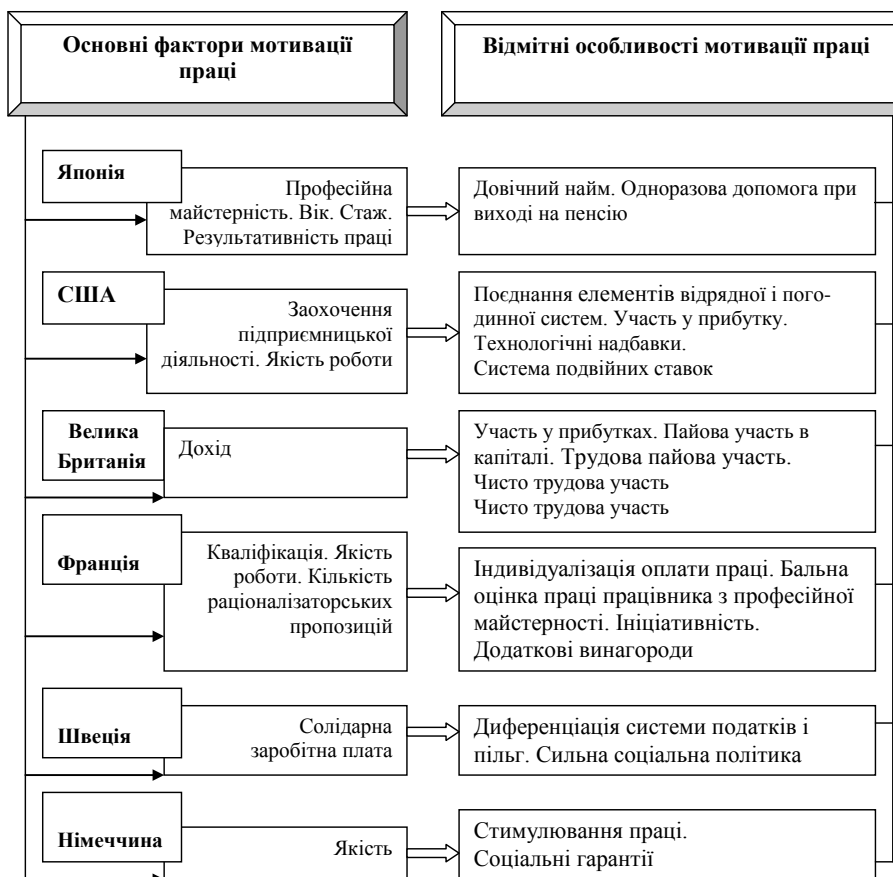 Основні фактори мотивації
праці
Відмітні особливості мотивації праці
Японія
Професійна
майстерність. Вік. Стаж.
Результативність праці
Довічний найм. Одноразова допомога при
виході на пенсію
США
Заохочення
підприємницької
діяльності. Якість роботи
Поєднання елементів відрядної і пого-
динної систем. Участь у прибутку.
Технологічні надбавки.
Система подвійних ставок
Велика
Британія
Дохід
Участь у прибутках. Пайова участь в
капіталі. Трудова пайова участь.
Чисто трудова участь
Чисто трудова участь
Франція
Кваліфікація. Якість
роботи. Кількість
раціоналізаторських
пропозицій
Індивідуалізація оплати праці. Бальна
оцінка праці працівника з професійної
майстерності. Ініціативність.
Додаткові винагороди
Швеція
Солідарна
заробітна плата
Диференціація системи податків і
пільг. Сильна соціальна політика
Німеччина
Якість
Стимулювання праці.
Соціальні гарантії